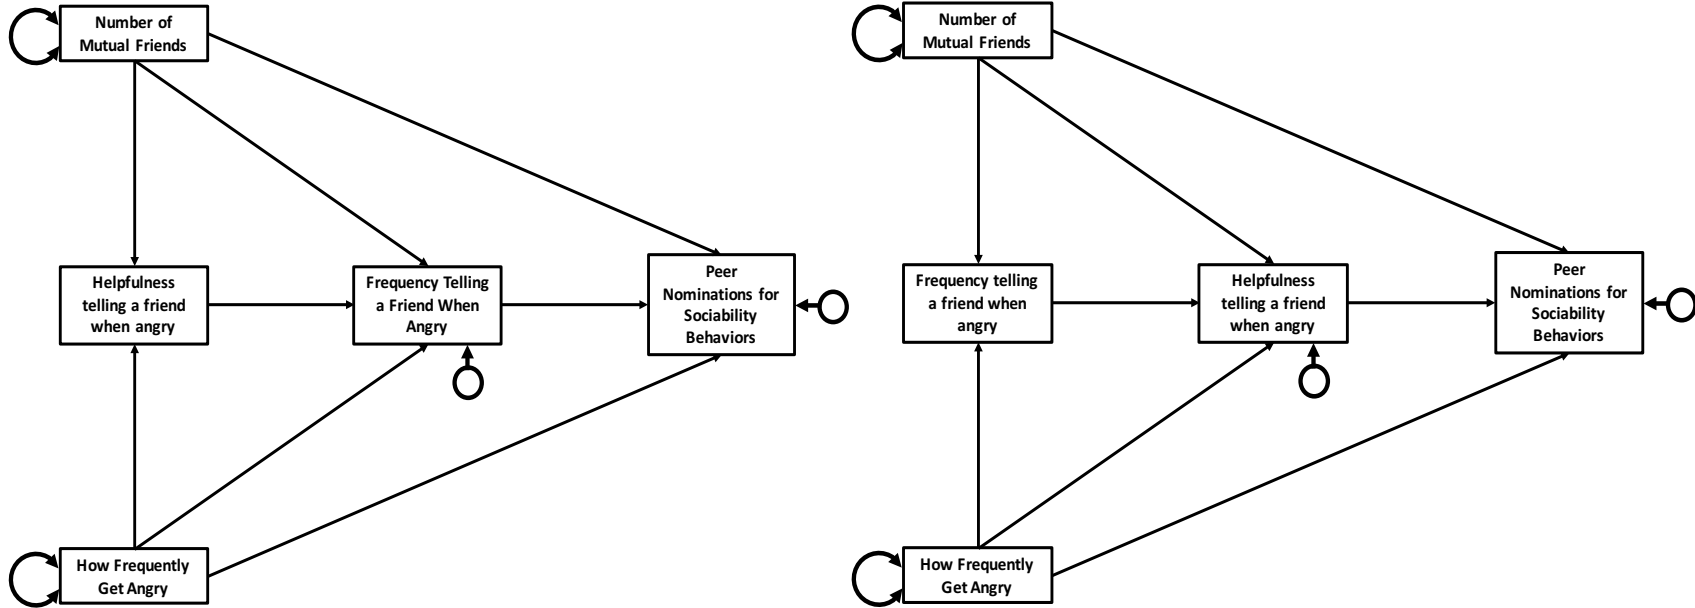 Number of
Mutual Friends
Helpfulness
telling a friend
when angry
Frequency Telling
a Friend When
Angry
Peer
Nominations for
Sociability
Behaviors
How Frequently
Get Angry
Number of
Mutual Friends
Frequency telling
a friend when
angry
Helpfulness
telling a friend
when angry
Peer
Nominations for
Sociability
Behaviors
How Frequently
Get Angry